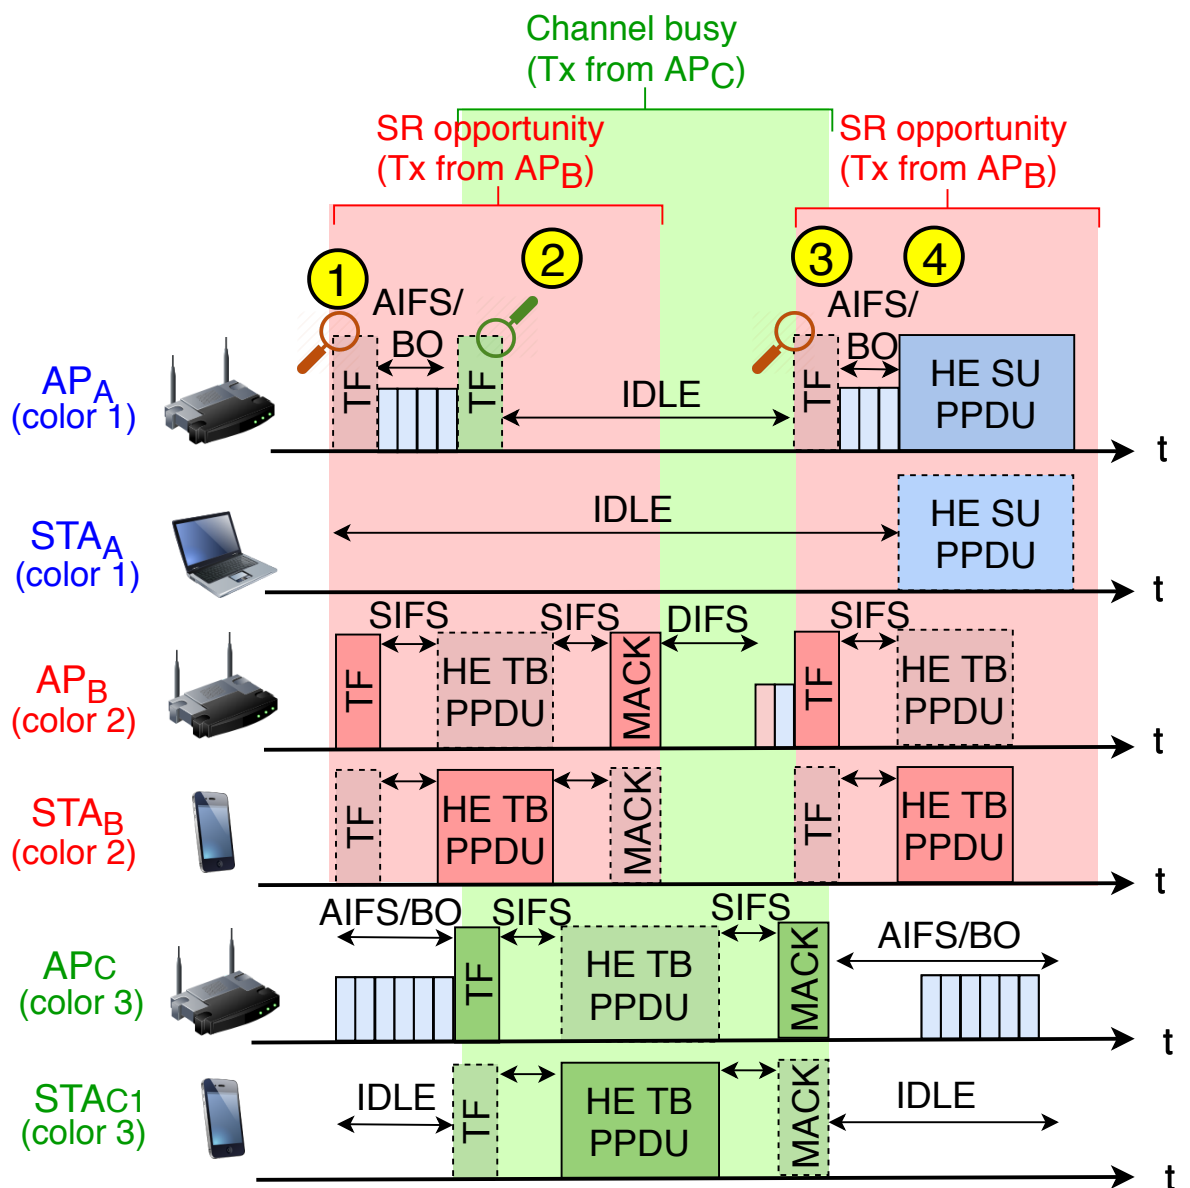 Channel busy
(Tx from APC)
SR opportunity
(Tx from APB)
SR opportunity
(Tx from APB)
1
2
3
4
AIFS/
BO
AIFS/
BO
APA
(color 1)
TF
TF
IDLE
TF
HE SU
PPDU
t
STAA
(color 1)
IDLE
HE SU
PPDU
t
SIFS
SIFS
DIFS
SIFS
APB
(color 2)
TF
HE TB
PPDU
MACK
TF
HE TB
PPDU
t
STAB
(color 2)
TF
HE TB
PPDU
MACK
TF
HE TB
PPDU
t
AIFS/BO
SIFS
SIFS
AIFS/BO
APC
(color 3)
TF
HE TB
PPDU
MACK
t
STAC1
(color 3)
IDLE
TF
HE TB
PPDU
MACK
IDLE
t